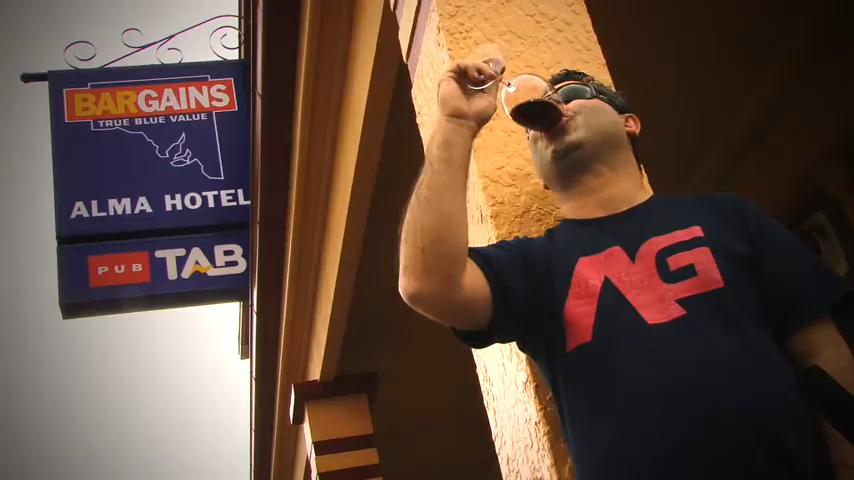 BARGAINS
TRUE BLUE VALUE
ALMA HOTEL
PUB TAB
AG